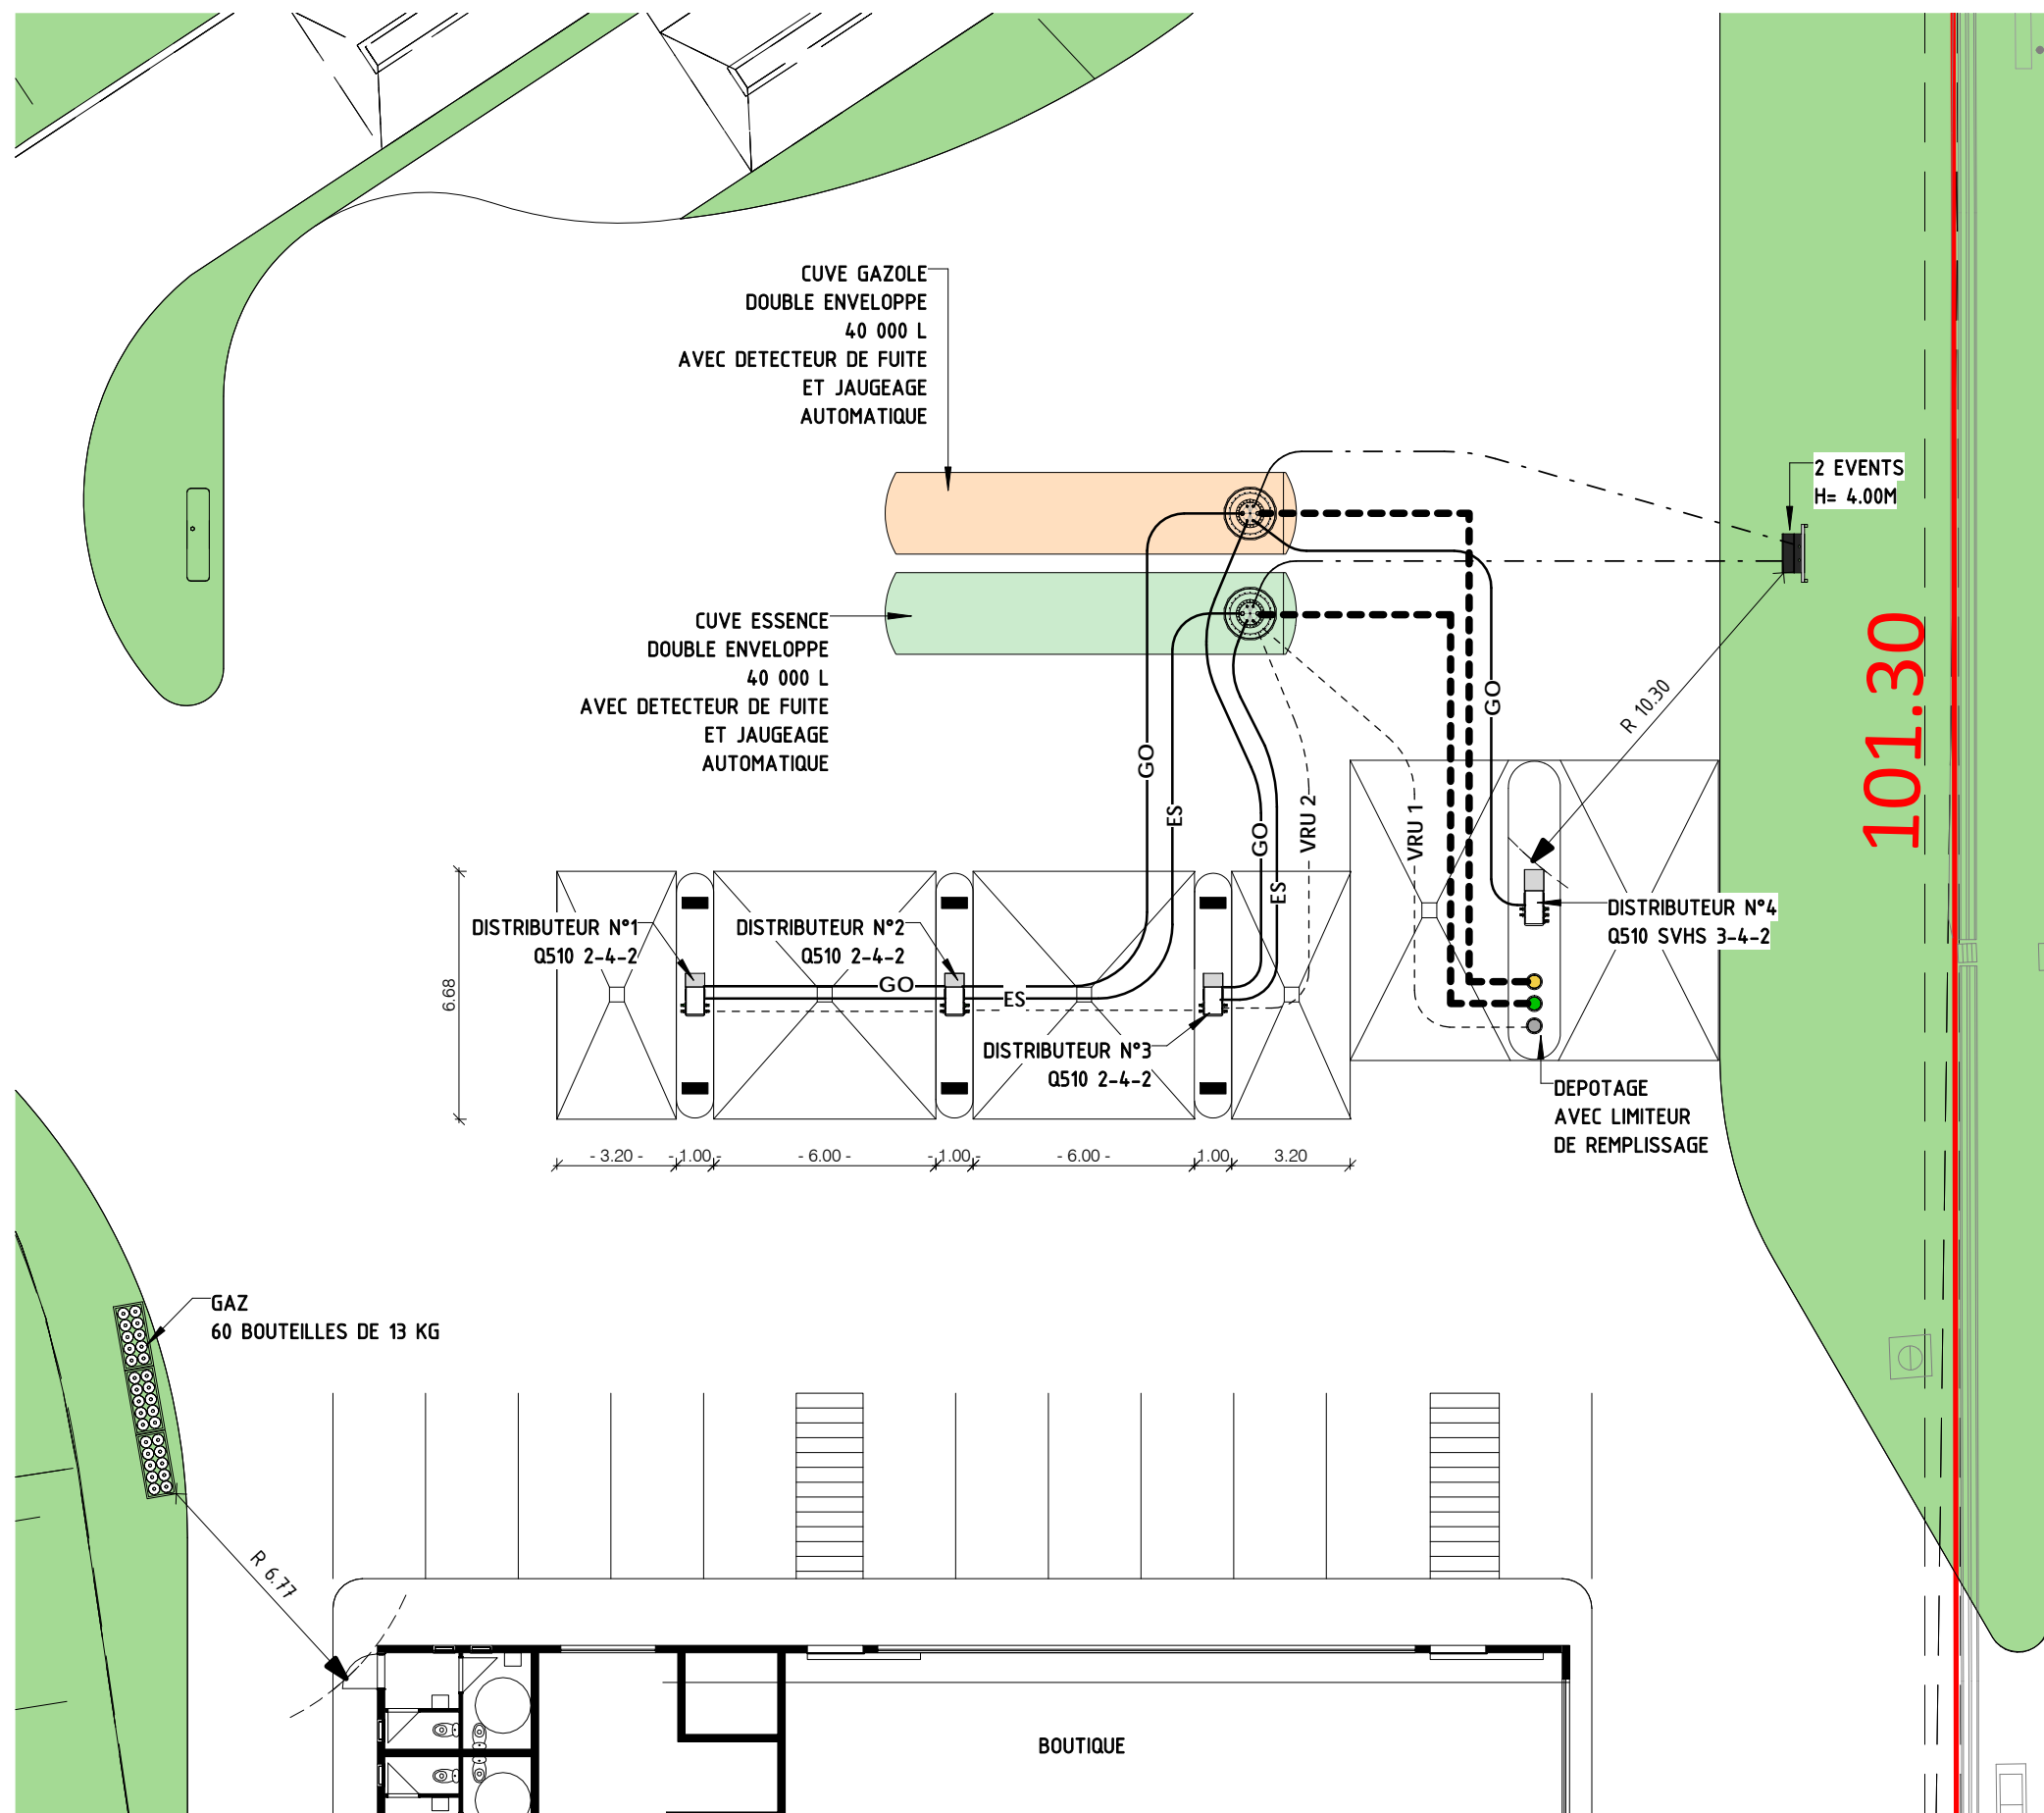 CUVE GAZOLE
DOUBLE ENVELOPPE
40 000 L
AVEC DETECTEUR DE FUITE
ET JAUGEAGE
AUTOMATIQUE
2 EVENTS
H= 4.00M
CUVE ESSENCE
DOUBLE ENVELOPPE
40 000 L
AVEC DETECTEUR DE FUITE
ET JAUGEAGE
AUTOMATIQUE
101.30
R 10.30
GO
GO
ES
GO
VRU 2
VRU 1
ES
DISTRIBUTEUR N°1
Q510 2-4-2
DISTRIBUTEUR N°2
Q510 2-4-2
DISTRIBUTEUR N°4
Q510 SVHS 3-4-2
GO
ES
6.68
DISTRIBUTEUR N°3
Q510 2-4-2
DEPOTAGE
AVEC LIMITEUR
DE REMPLISSAGE
- 3.20 - - 1.00 - - 6.00 - - 1.00 - - 6.00 - 1.00 3.20
GAZ
60 BOUTEILLES DE 13 KG
R 6.77
BOUTIQUE